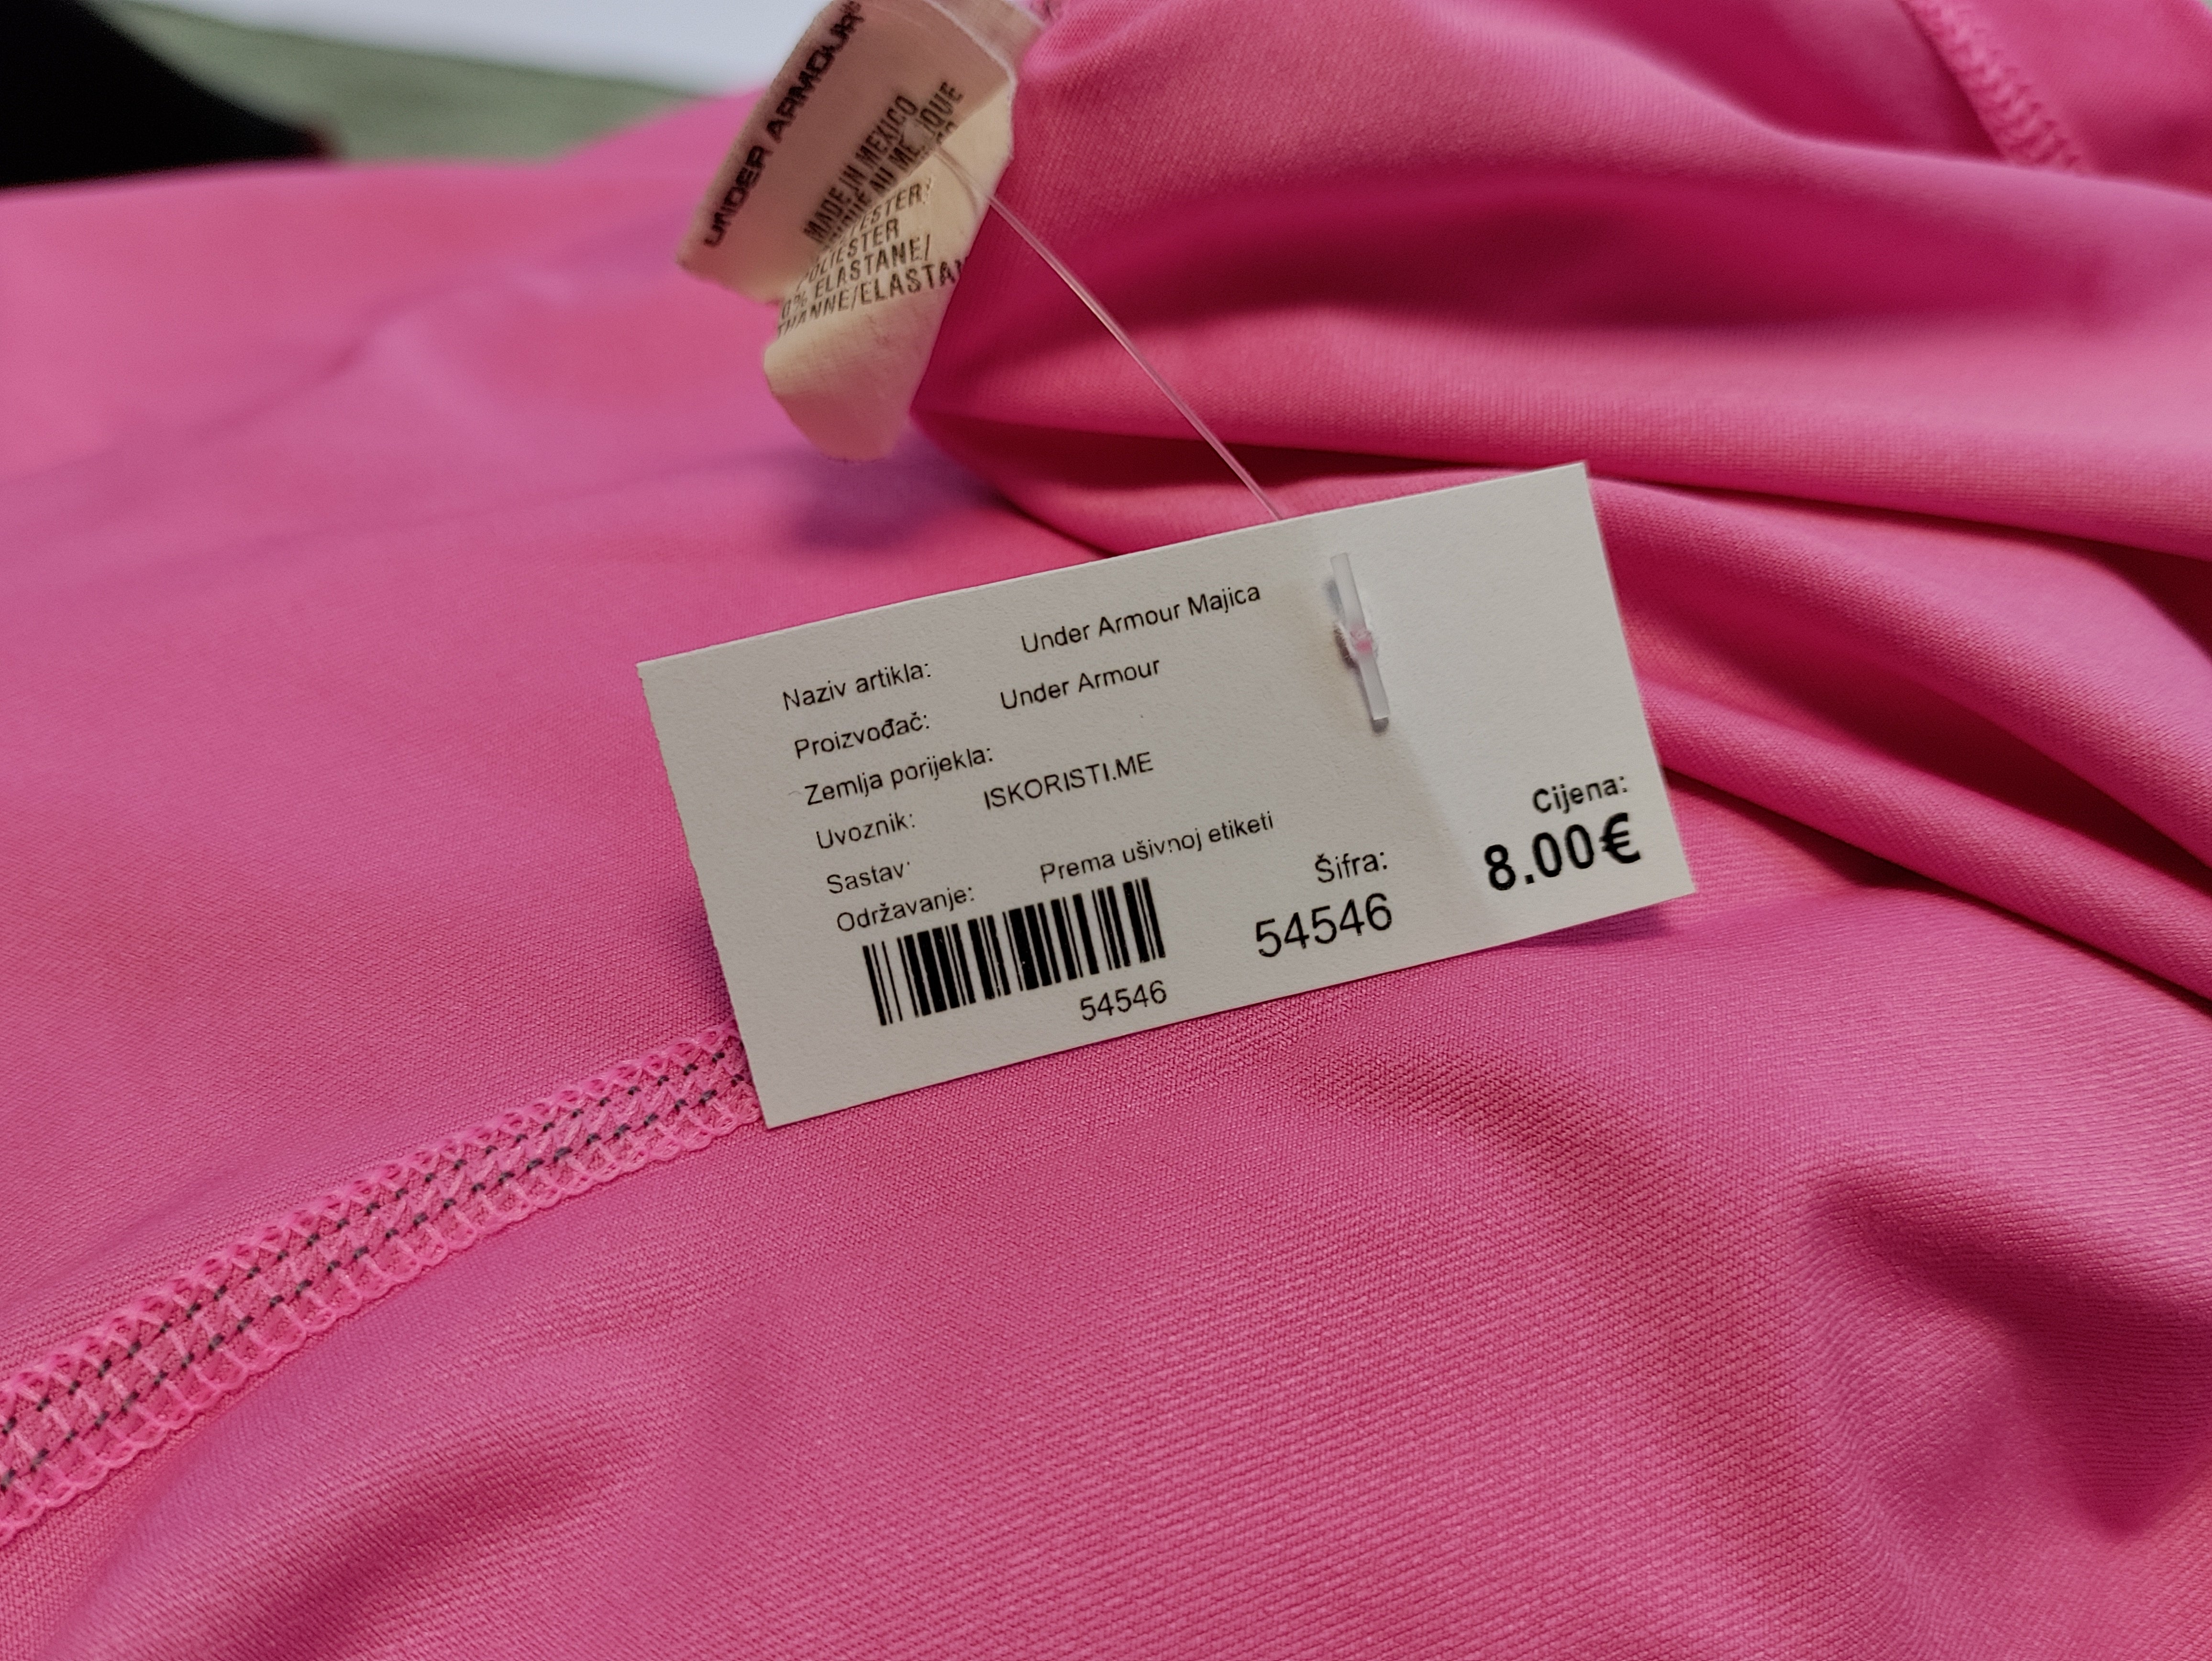 UNDER ARMOUR
MADE IN MEXICO
AU
ELASTANE/
Naziv artikla: Under Armour Majica
Proizvođač: Under Armour
Zemlja porijekla:
Uvoznik: ISKORISTI.ME
Sastav:
Održavanje: Prema ušivnoj etiketi
54546
Šifra:
54546
Cijena:
8.00€